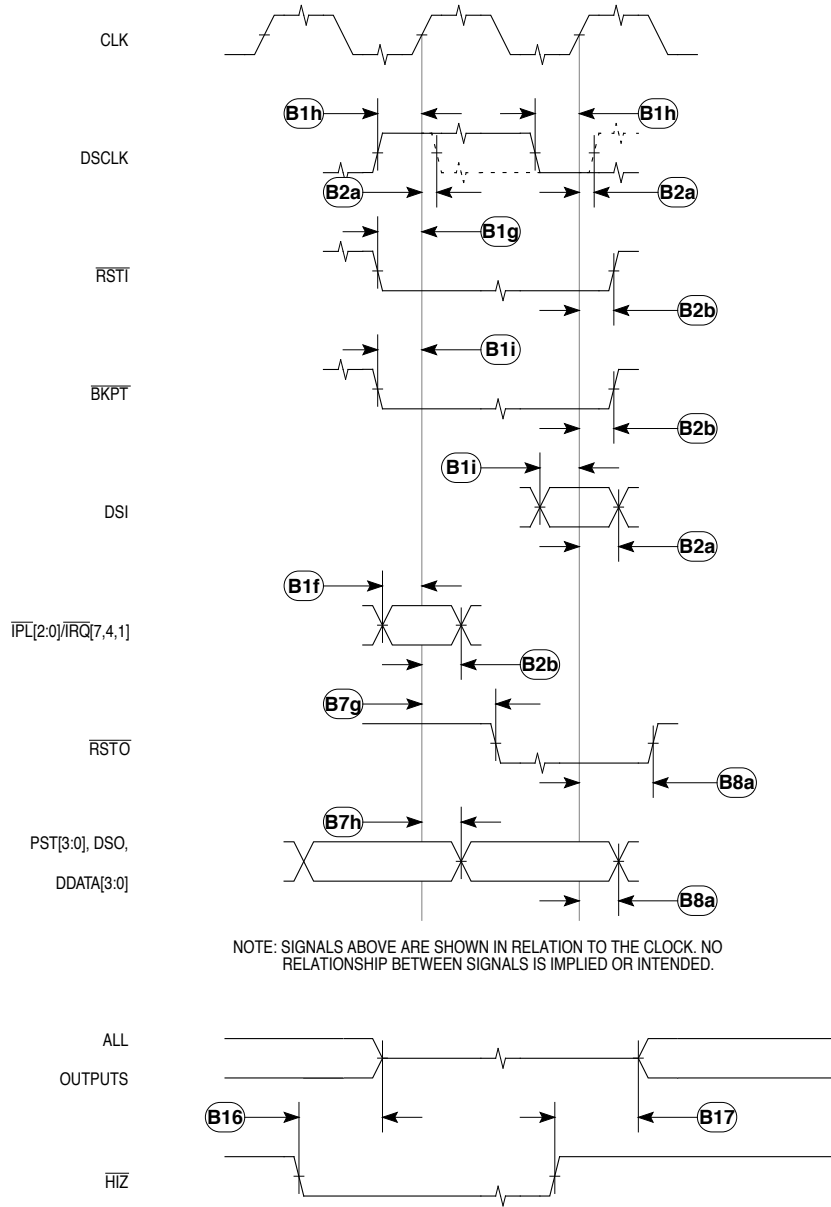 CLK
B1h
B1h
DSCLK
B2a
B2a
B1g
RSTI
B2b
B1i
BKPT
B2b
B1i
DSI
B2a
B1f
IPL[2:0]/IRQ[7,4,1]
B2b
B7g
RSTO
B8a
B7h
PST[3:0], DSO,
DDATA[3:0]
B8a
NOTE: SIGNALS ABOVE ARE SHOWN IN RELATION TO THE CLOCK. NO
RELATIONSHIP BETWEEN SIGNALS IS IMPLIED OR INTENDED.
ALL
OUTPUTS
B16
B17
HIZ